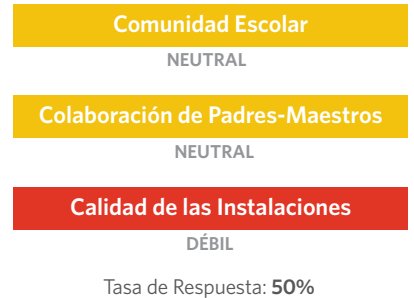 Comunidad Escolar
NEUTRAL
Colaboración de Padres-Maestros
NEUTRAL
Calidad de las Instalaciones
DÉBIL
Tasa de Respuesta: 50%